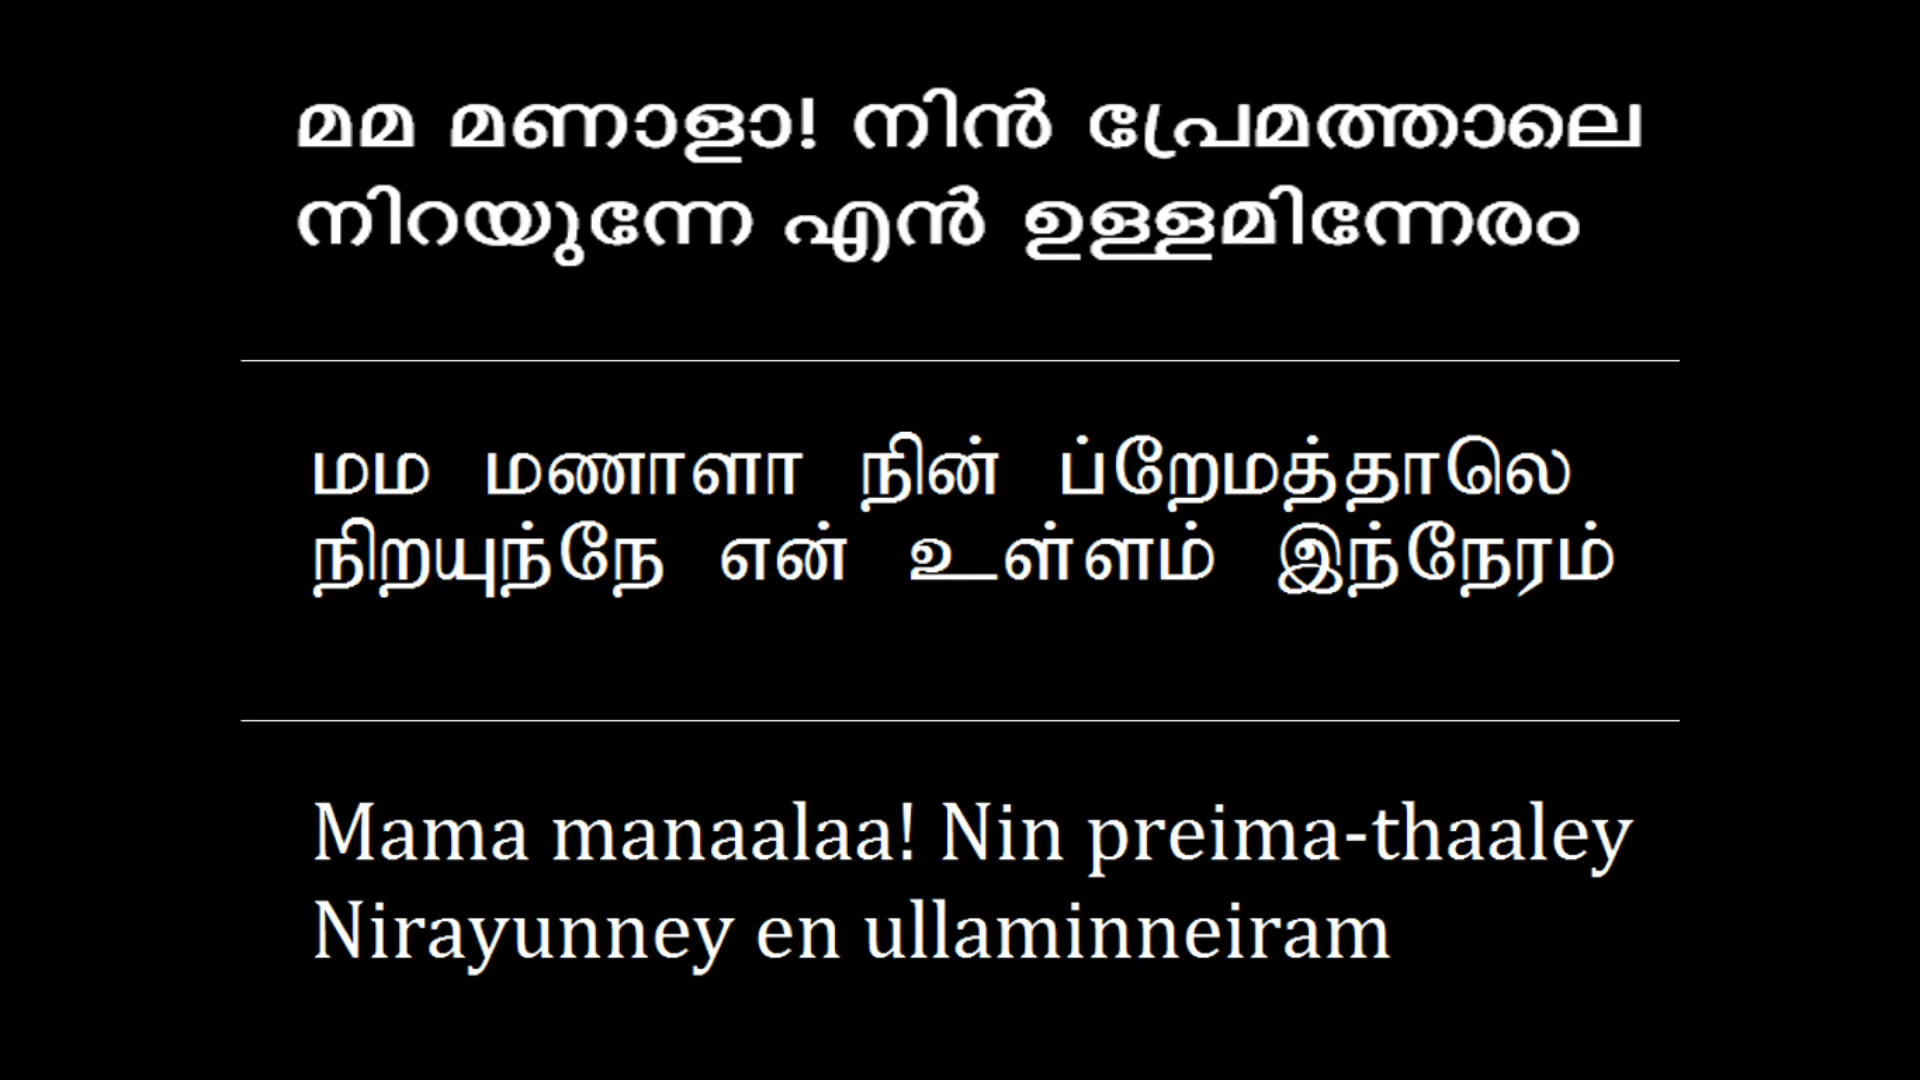 മമ മണാളാ! നിൻ പ്രേമത്താലെ
നിറയുന്നേ എൻ ഉള്ളമിന്നേരം
மம மணாளா நின் ப்றேமத்தாலெ
நிறயுந்நே என் உள்ளம் இந்நேரம்
Mama manaalaa! Nin preima-thaaley
Nirayunney en ullaminneiram